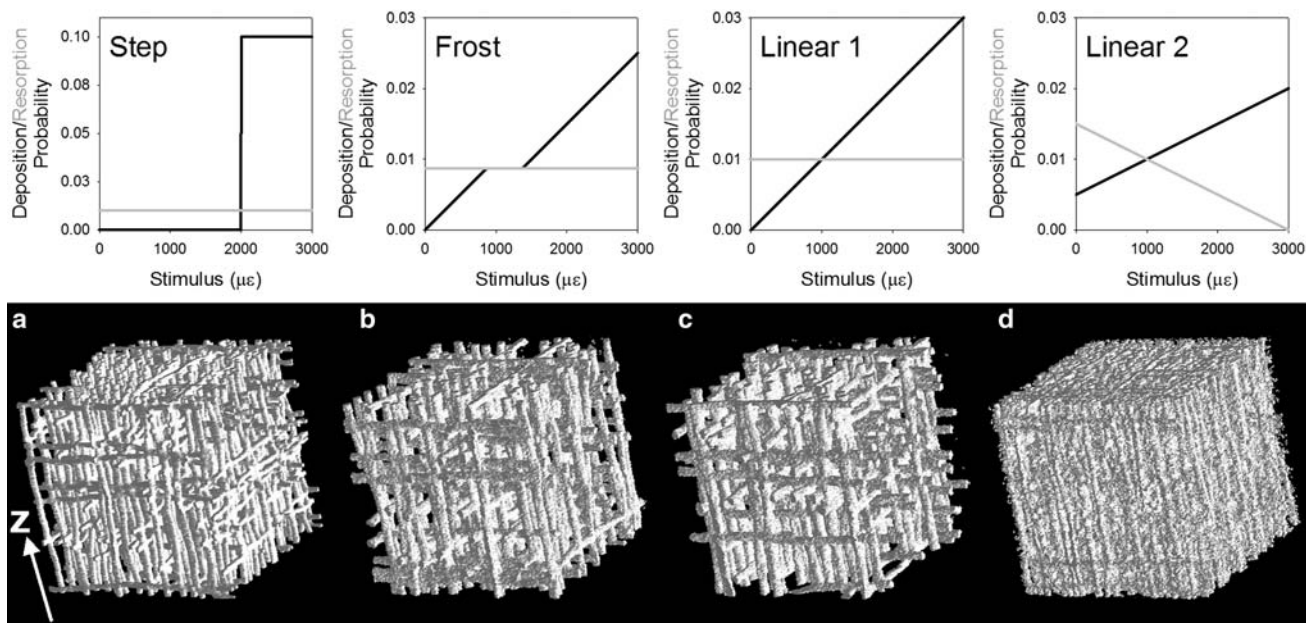 Step
Deposition/Resorption
Probability
0.10
0.08
0.05
0.03
0.00
0 1000 2000 3000
Stimulus (με)
Frost
Deposition/Resorption
Probability
0.03
0.02
0.01
0.00
0 1000 2000 3000
Stimulus (με)
Linear 1
Deposition/Resorption
Probability
0.03
0.02
0.01
0.00
0 1000 2000 3000
Stimulus (με)
Linear 2
Deposition/Resorption
Probability
0.03
0.02
0.01
0.00
0 1000 2000 3000
Stimulus (με)
a
b
c
d
Z